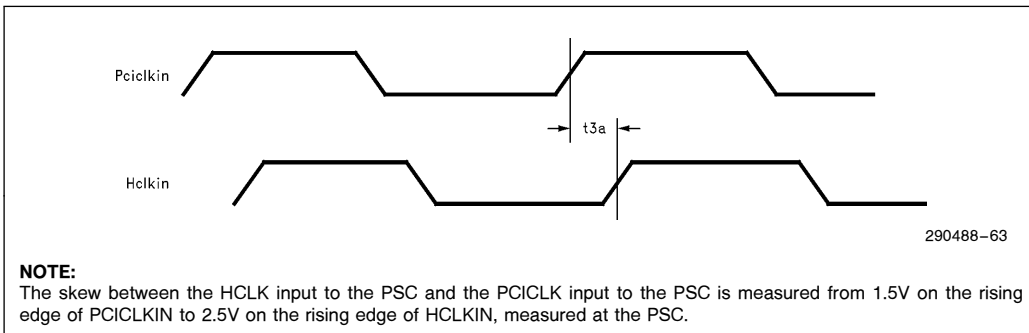 Pciclkin
t3a
Hclkin
290488–63
NOTE:
The skew between the HCLK input to the PSC and the PCICLK input to the PSC is measured from 1.5V on the rising
edge of PCICLKIN to 2.5V on the rising edge of HCLKIN, measured at the PSC.